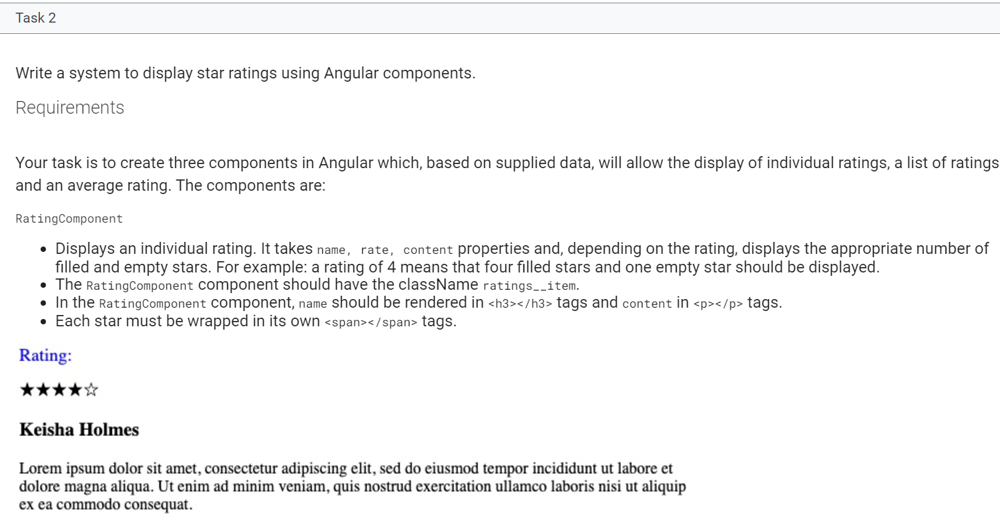 Task 2
Write a system to display star ratings using Angular components.
Requirements
Your task is to create three components in Angular which, based on supplied data, will allow the display of individual ratings, a list of ratings
and an average rating. The components are:
RatingComponent
• Displays an individual rating. It takes name, rate, content properties and, depending on the rating, displays the appropriate number of
filled and empty stars. For example: a rating of 4 means that four filled stars and one empty star should be displayed.
• The RatingComponent component should have the className ratings__item.
• In the RatingComponent component, name should be rendered in <h3></h3> tags and content in <p></p> tags.
• Each star must be wrapped in its own <span></span> tags.
Rating:
★★★★☆
Keisha Holmes
Lorem ipsum dolor sit amet, consectetur adipiscing elit, sed do eiusmod tempor incididunt ut labore et
dolore magna aliqua. Ut enim ad minim veniam, quis nostrud exercitation ullamco laboris nisi ut aliquip
ex ea commodo consequat.